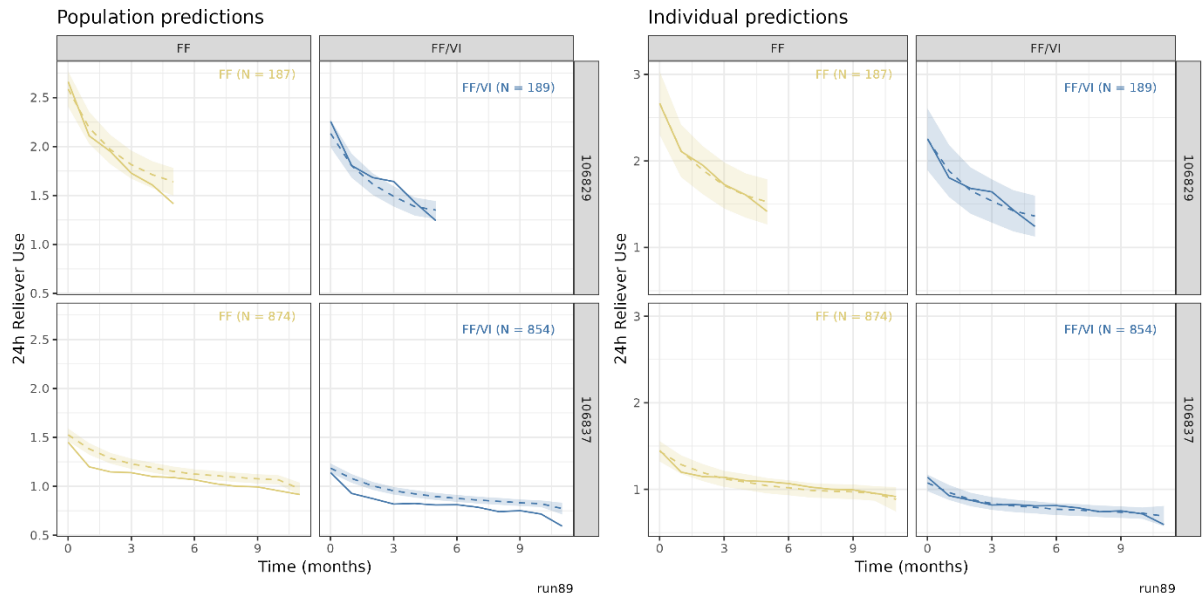 Population predictions
FF
FF/VI
FF (N = 187)
FF/VI (N = 189)
106829
2.5
2.0
1.5
1.0
0.5
FF (N = 874)
FF/VI (N = 854)
106837
2.5
2.0
1.5
1.0
0.5
24h Reliever Use
0
3
6
9
0
3
6
9
Time (months)
run89
Individual predictions
FF
FF/VI
FF (N = 187)
FF/VI (N = 189)
106829
3
2
1
FF (N = 874)
FF/VI (N = 854)
106837
3
2
1
24h Reliever Use
0
3
6
9
0
3
6
9
Time (months)
run89